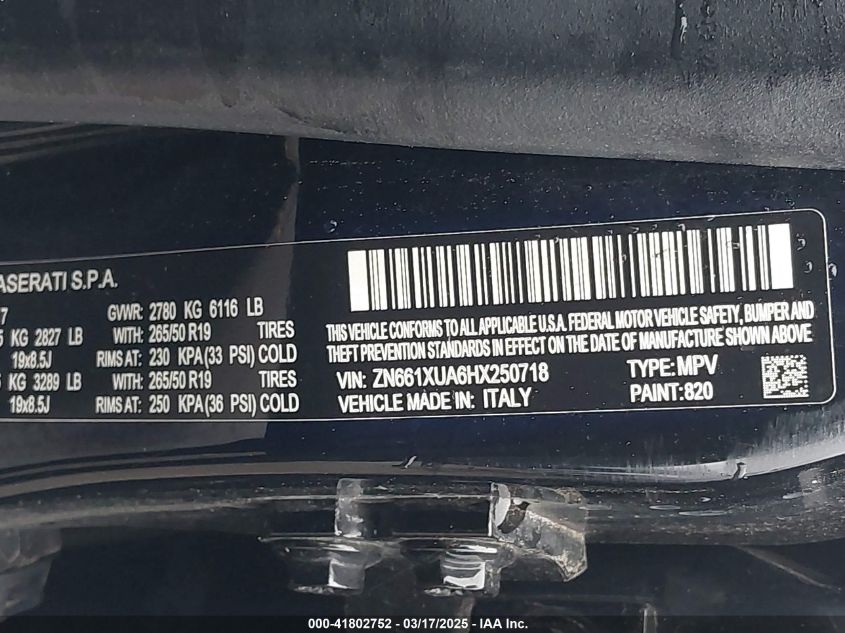 ASERATI S.P.A.
7
GVWR: 2780 KG 6116 LB
KG 2827 LB WITH: 265/50 R19 TIRES
19x8.5J RIMS AT: 230 KPA(33 PSI) COLD
KG 3289 LB WITH: 265/50 R19 TIRES
19x8.5J RIMS AT: 250 KPA(36 PSI) COLD
THIS VEHICLE CONFORMS TO ALL APPLICABLE U.S.A. FEDERAL MOTOR VEHICLE SAFETY, BUMPER AND
THEFT PREVENTION STANDARDS IN EFFECT ON THE DATE OF MANUFACTURE SHOWN ABOVE
VIN: ZN661XUA6HX250718 TYPE: MPV
VEHICLE MADE IN: ITALY PAINT:820
000-41802752 — 03/17/2025 — IAA Inc.